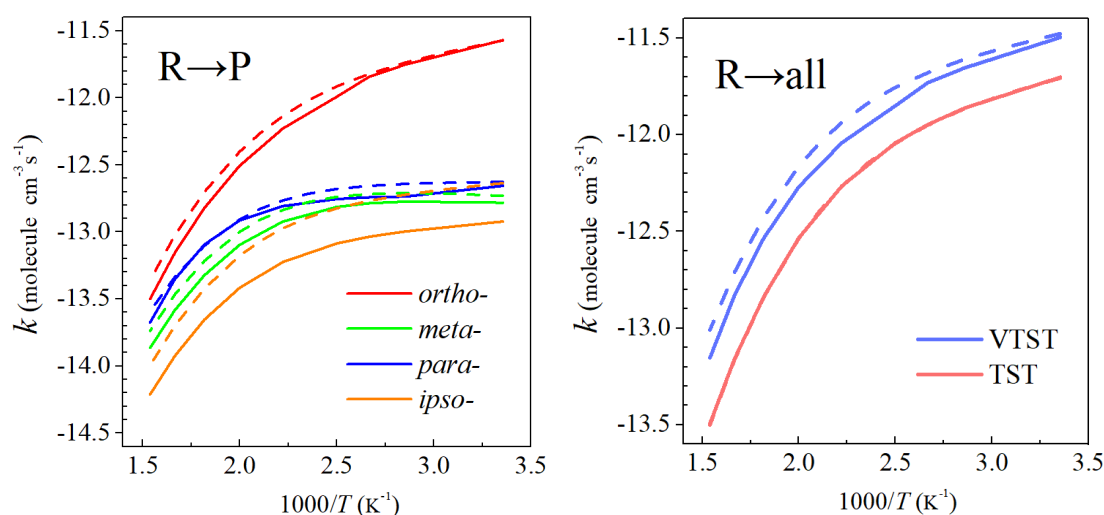 R→P
-11.5
-12.0
-12.5
-13.0
-13.5
-14.0
-14.5
k (molecule cm⁻³ s⁻¹)
ortho-
meta-
para-
ipso-
1.5 2.0 2.5 3.0 3.5
1000/T (K⁻¹)
R→all
-11.5
-12.0
-12.5
-13.0
-13.5
k (molecule cm⁻³ s⁻¹)
VTST
TST
1.5 2.0 2.5 3.0 3.5
1000/T (K⁻¹)